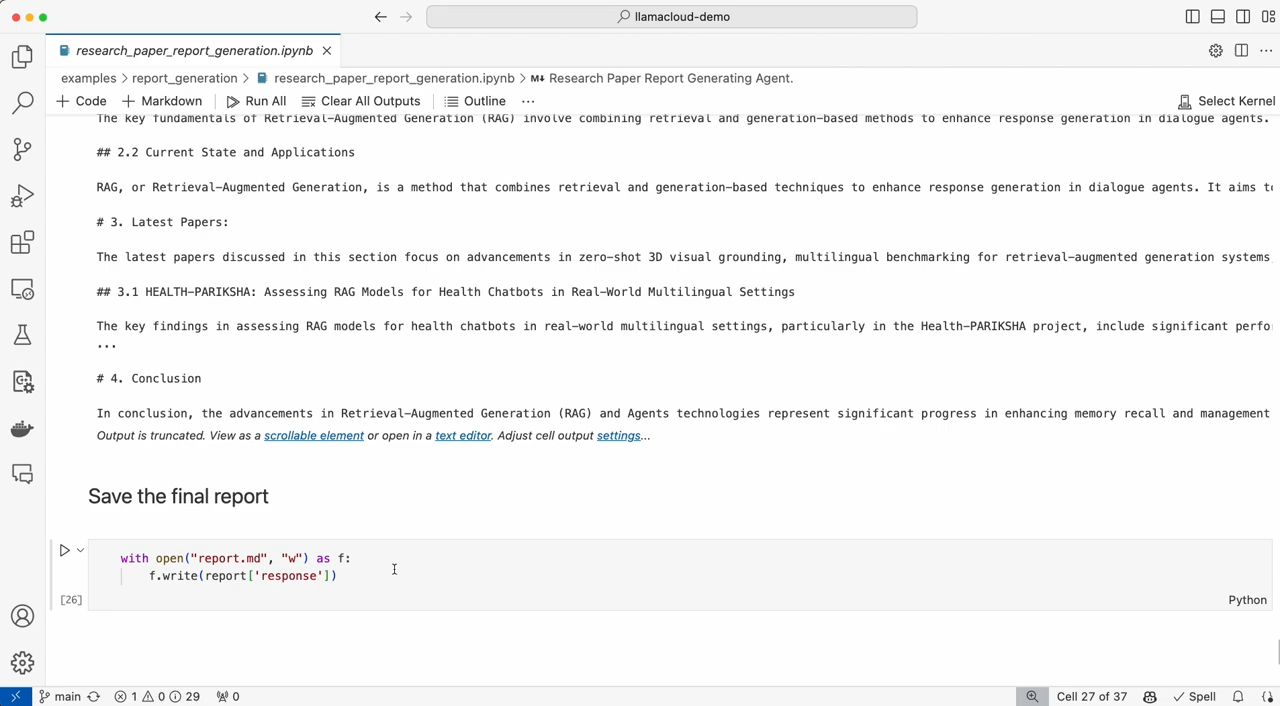 llamacloud-demo
research_paper_report_generation.ipynb
examples > report_generation > research_paper_report_generation.ipynb > M↓ Research Paper Report Generating Agent.
+ Code + Markdown Run All Clear All Outputs Outline ... Select Kernel
The key fundamentals of Retrieval-Augmented Generation (RAG) involve combining retrieval and generation-based methods to enhance response generation in dialogue agents.
## 2.2 Current State and Applications
RAG, or Retrieval-Augmented Generation, is a method that combines retrieval and generation-based techniques to enhance response generation in dialogue agents. It aims
# 3. Latest Papers:
The latest papers discussed in this section focus on advancements in zero-shot 3D visual grounding, multilingual benchmarking for retrieval-augmented generation systems
## 3.1 HEALTH-PARIKSHA: Assessing RAG Models for Health Chatbots in Real-World Multilingual Settings
The key findings in assessing RAG models for health chatbots in real-world multilingual settings, particularly in the Health-PARIKSHA project, include significant perfo
...
# 4. Conclusion
In conclusion, the advancements in Retrieval-Augmented Generation (RAG) and Agents technologies represent significant progress in enhancing memory recall and management
Output is truncated. View as a scrollable element or open in a text editor. Adjust cell output settings...
Save the final report
with open("report.md", "w") as f:
f.write(report['response'])
[26]
Python
main 1 0 29 0 Cell 27 of 37 Spell